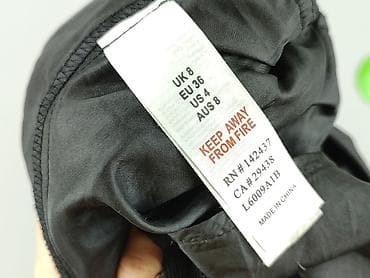 UK 8
EU 36
US 4
AUS 8
KEEP AWAY
FROM FIRE
RN # 142437
CA # 29438
L6009A1B
MADE IN CHINA